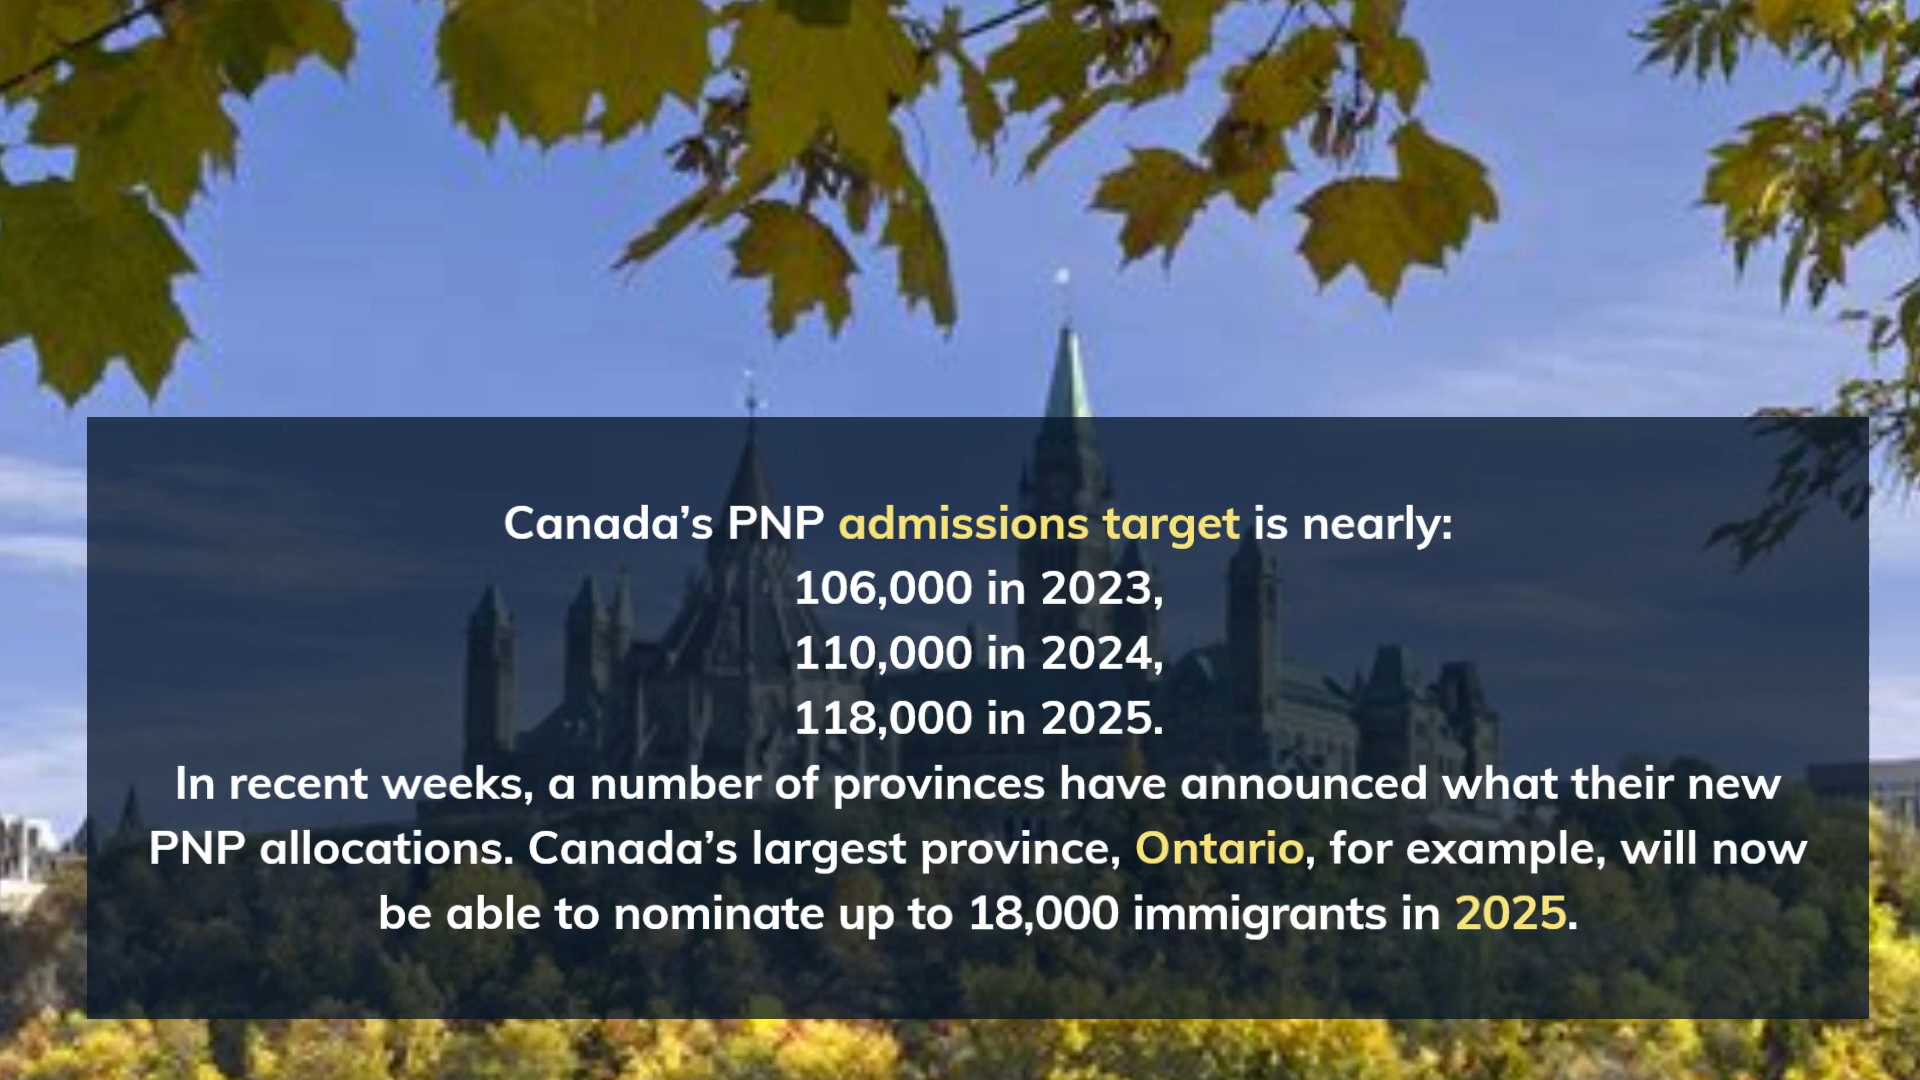 Canada’s PNP admissions target is nearly:
106,000 in 2023,
110,000 in 2024,
118,000 in 2025.
In recent weeks, a number of provinces have announced what their new
PNP allocations. Canada’s largest province, Ontario, for example, will now
be able to nominate up to 18,000 immigrants in 2025.